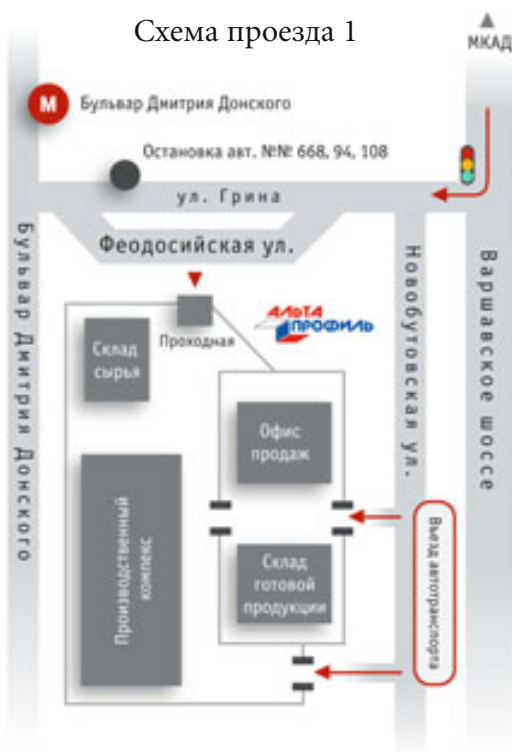 Схема проезда 1
МКАД
М
Бульвар Дмитрия Донского
Остановка авт. №№ 668, 94, 108
ул. Грина
Феодосийская ул.
Бульвар Дмитрия Донского
Новобутовская ул.
Варшавское шоссе
Проходная
АЛЬТА
ПРОФИЛЬ
Склад
сырья
Офис
продаж
Производственный
компекс
Склад
готовой
продукции
Въезд автотранспорта